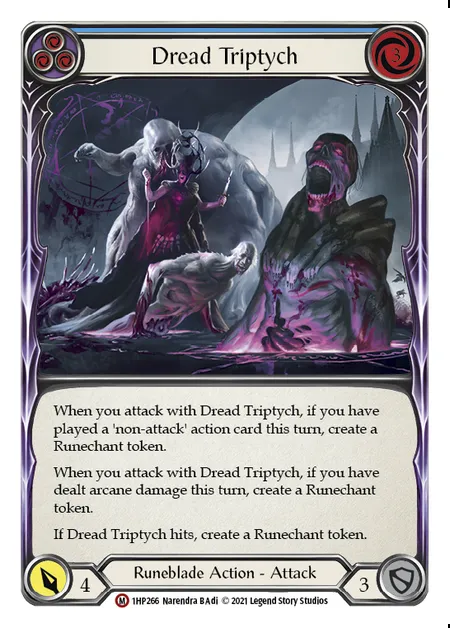 Dread Triptych
3
When you attack with Dread Triptych, if you have
played a 'non-attack' action card this turn, create a
Runechant token.
When you attack with Dread Triptych, if you have
dealt arcane damage this turn, create a Runechant
token.
If Dread Triptych hits, create a Runechant token.
4
Runeblade Action - Attack
3
M 1HP266 Narendra B Adi © 2021 Legend Story Studios